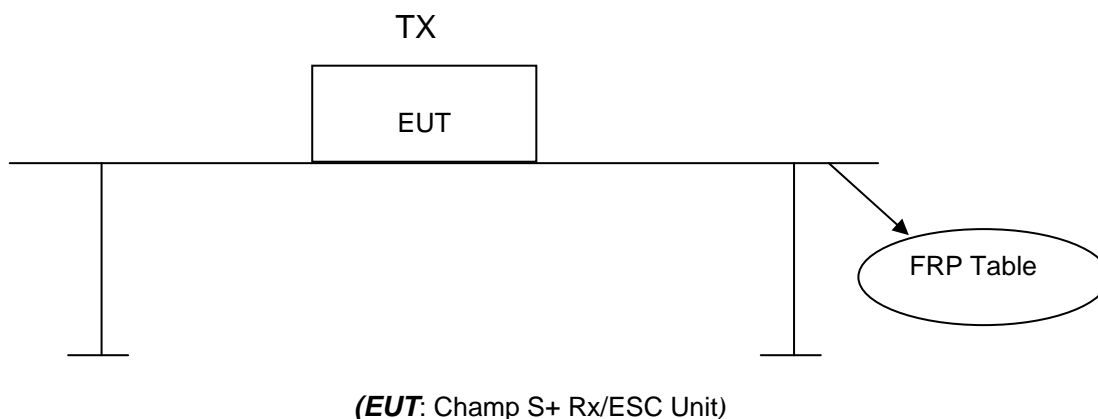 TX
EUT
FRP Table
(EUT: Champ S+ Rx/ESC Unit)